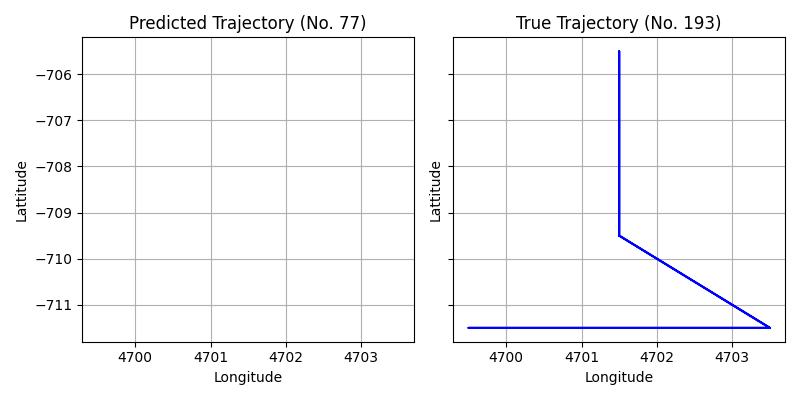 Predicted Trajectory (No. 77)
−706
−707
−708
−709
−710
−711
Lattitude
4700 4701 4702 4703
Longitude
True Trajectory (No. 193)
Lattitude
4700 4701 4702 4703
Longitude